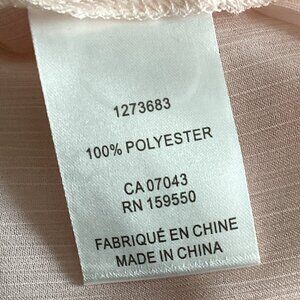 1273683
100% POLYESTER
CA 07043
RN 159550
FABRIQUÉ EN CHINE
MADE IN CHINA